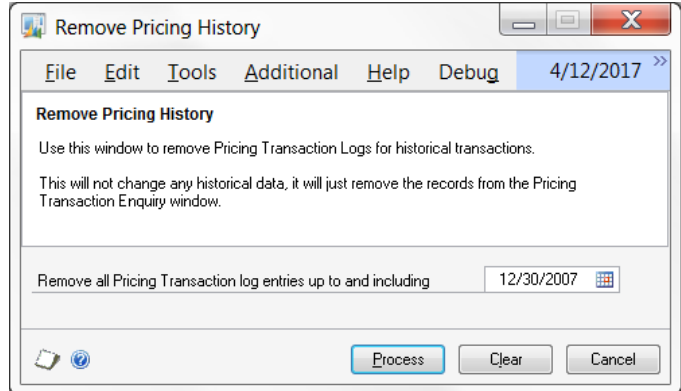 Remove Pricing History
File Edit Tools Additional Help Debug 4/12/2017 >>
Remove Pricing History
Use this window to remove Pricing Transaction Logs for historical transactions.
This will not change any historical data, it will just remove the records from the Pricing
Transaction Enquiry window.
Remove all Pricing Transaction log entries up to and including 12/30/2007
Process Clear Cancel